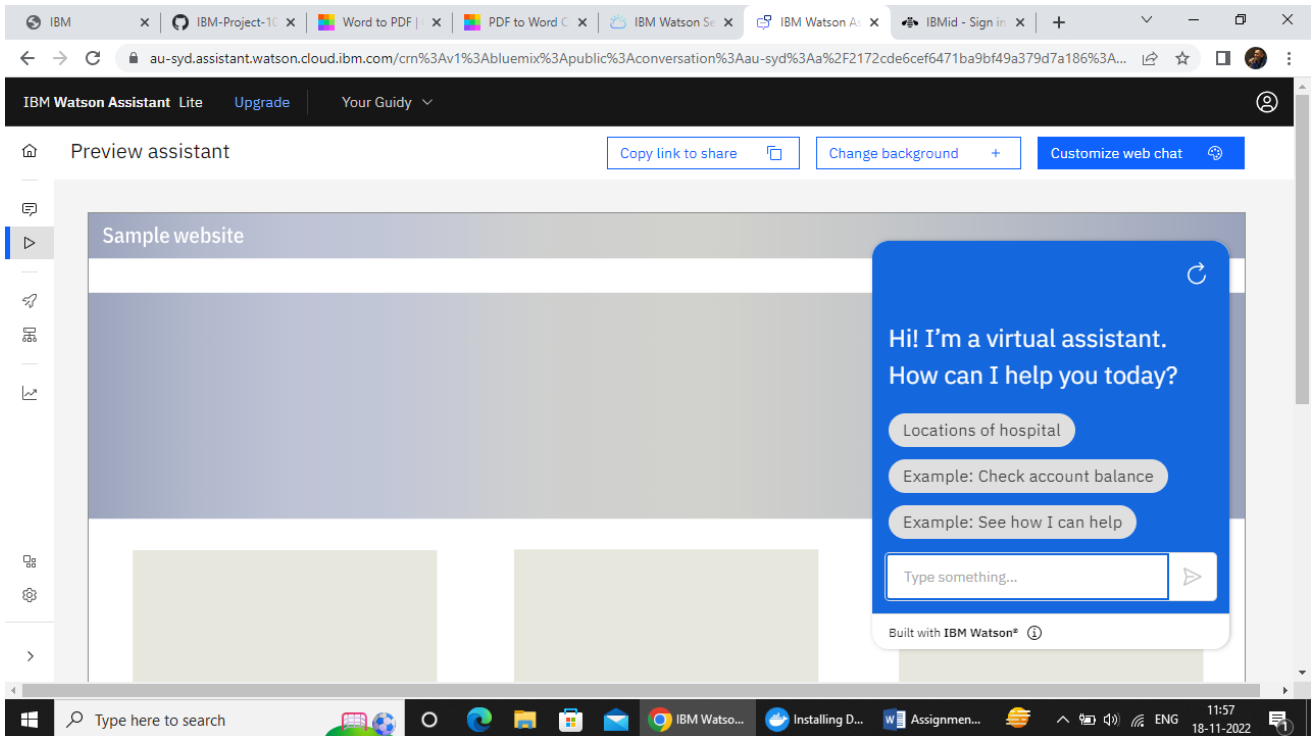 IBM
IBM-Project-10
Word to PDF |
PDF to Word C
IBM Watson Se
IBM Watson As
IBMid - Sign in
au-syd.assistant.watson.cloud.ibm.com/crn%3Av1%3Abluemix%3Apublic%3Aconversation%3Aau-syd%3Aa%2F2172cde6cef6471ba9bf49a379d7a186%3A...
IBM Watson Assistant Lite Upgrade Your Guidy
Preview assistant
Copy link to share
Change background +
Customize web chat
Sample website
Hi! I'm a virtual assistant.
How can I help you today?
Locations of hospital
Example: Check account balance
Example: See how I can help
Type something...
Built with IBM Watson®
Type here to search
IBM Watso...
Installing D...
Assignmen...
ENG
11:57
18-11-2022
1